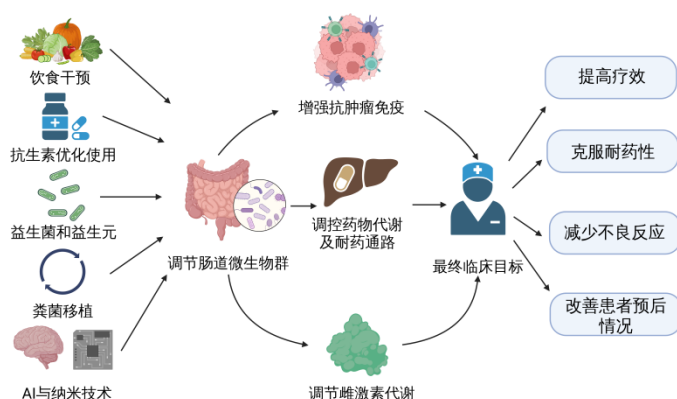 饮食干预
抗生素优化使用
益生菌和益生元
粪菌移植
AI与纳米技术
调节肠道微生物群
增强抗肿瘤免疫
调控药物代谢
及耐药通路
调节雌激素代谢
最终临床目标
提高疗效
克服耐药性
减少不良反应
改善患者预后
情况